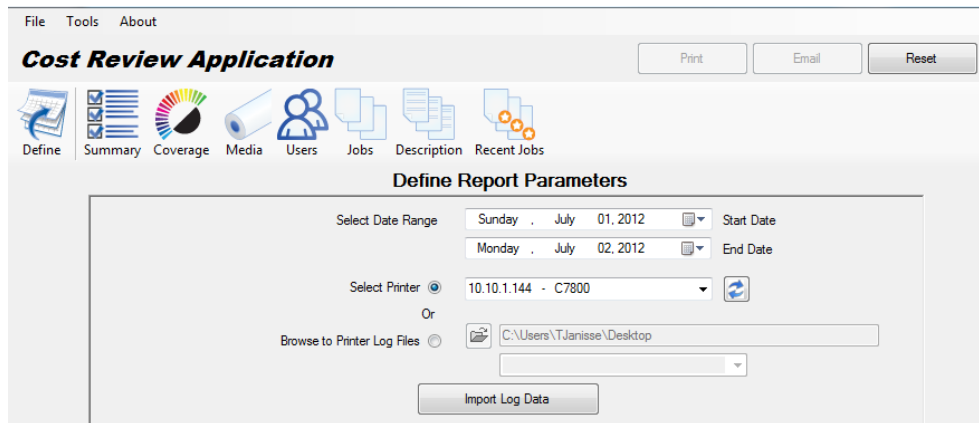 File Tools About
Cost Review Application
Print Email Reset
Define Summary Coverage Media Users Jobs Description Recent Jobs
Define Report Parameters
Select Date Range Sunday , July 01, 2012 Start Date
Monday , July 02, 2012 End Date
Select Printer 10.10.1.144 - C7800
Or
Browse to Printer Log Files C:\Users\TJanisse\Desktop
Import Log Data